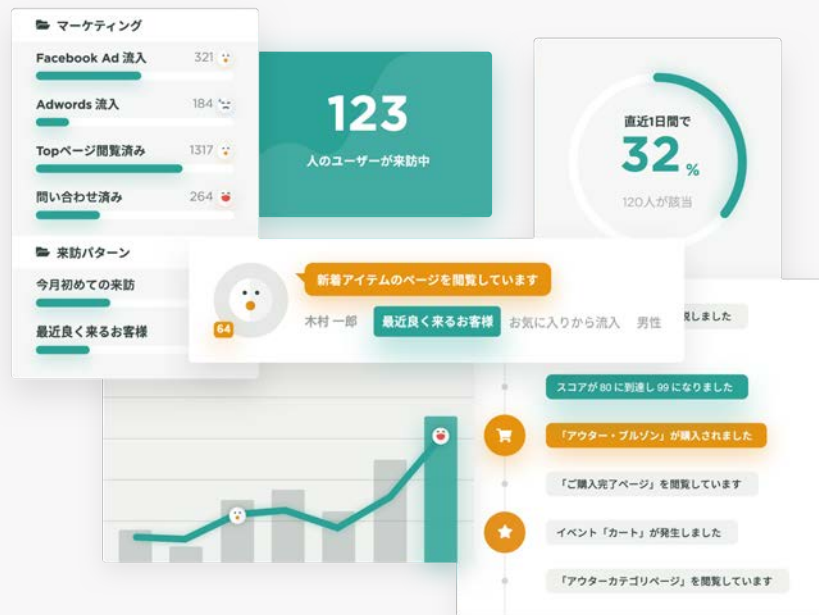 マーケティング
Facebook Ad 流入 321
Adwords 流入 184
Topページ閲覧済み 1317
問い合わせ済み 264
来訪パターン
今月初めての来訪
最近良く来るお客様
123
人のユーザーが来訪中
直近1日間で
32 %
120人が該当
新着アイテムのページを閲覧しています
64
木村 一郎 最近良く来るお客様 お気に入りから流入 男性
しました
スコアが 80 に到達し 99 になりました
「アウター・ブルゾン」が購入されました
「ご購入完了ページ」を閲覧しています
イベント「カート」が発生しました
「アウターカテゴリページ」を閲覧しています